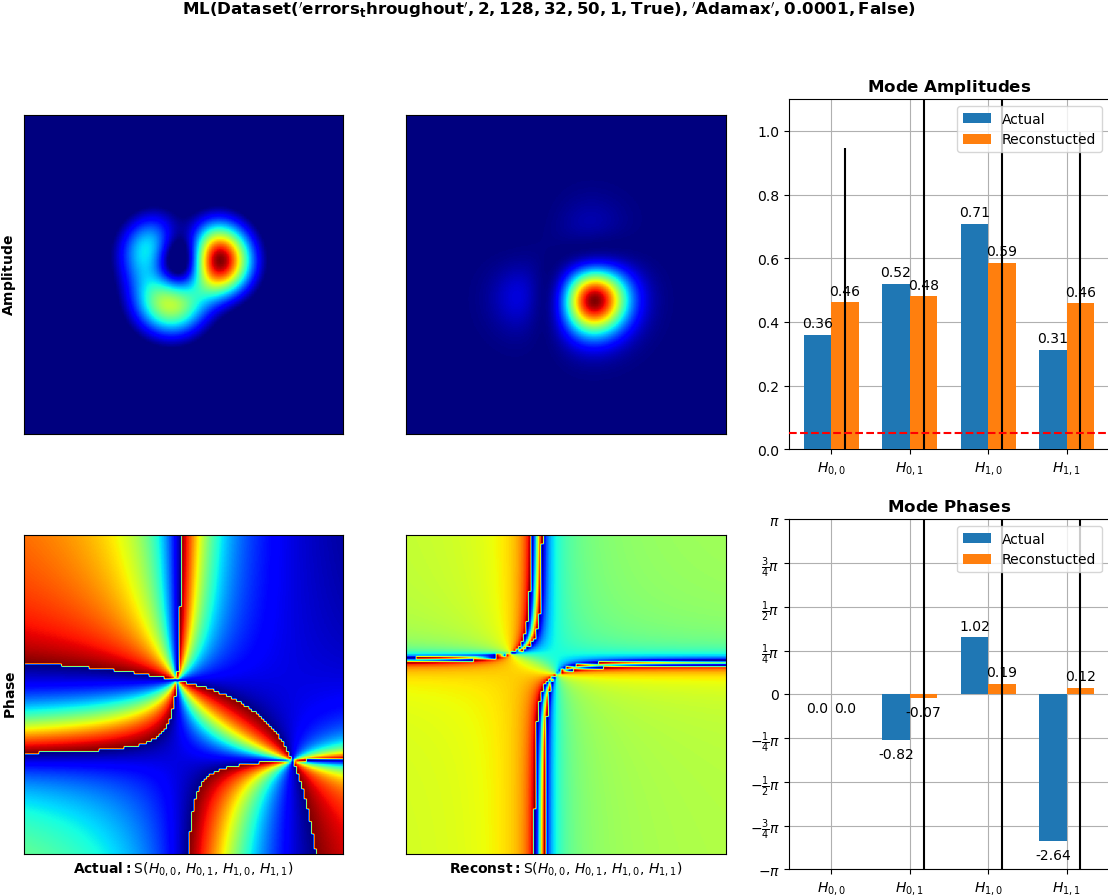 ML(Dataset('errors_throughout', 2, 128, 32, 50, 1, True), 'Adamax', 0.0001, False)
Amplitude
Mode Amplitudes
Actual
Reconstucted
1.0
0.8
0.6
0.4
0.2
0.0
0.36
0.46
0.52
0.48
0.71
0.59
0.31
0.46
H0,0
H0,1
H1,0
H1,1
Phase
Actual: S(H0,0, H0,1, H1,0, H1,1)
Reconst: S(H0,0, H0,1, H1,0, H1,1)
Mode Phases
Actual
Reconstucted
π
3/4π
1/2π
1/4π
0
−1/4π
−1/2π
−3/4π
−π
0.0
0.0
-0.82
-0.07
1.02
0.19
-2.64
0.12
H0,0
H0,1
H1,0
H1,1